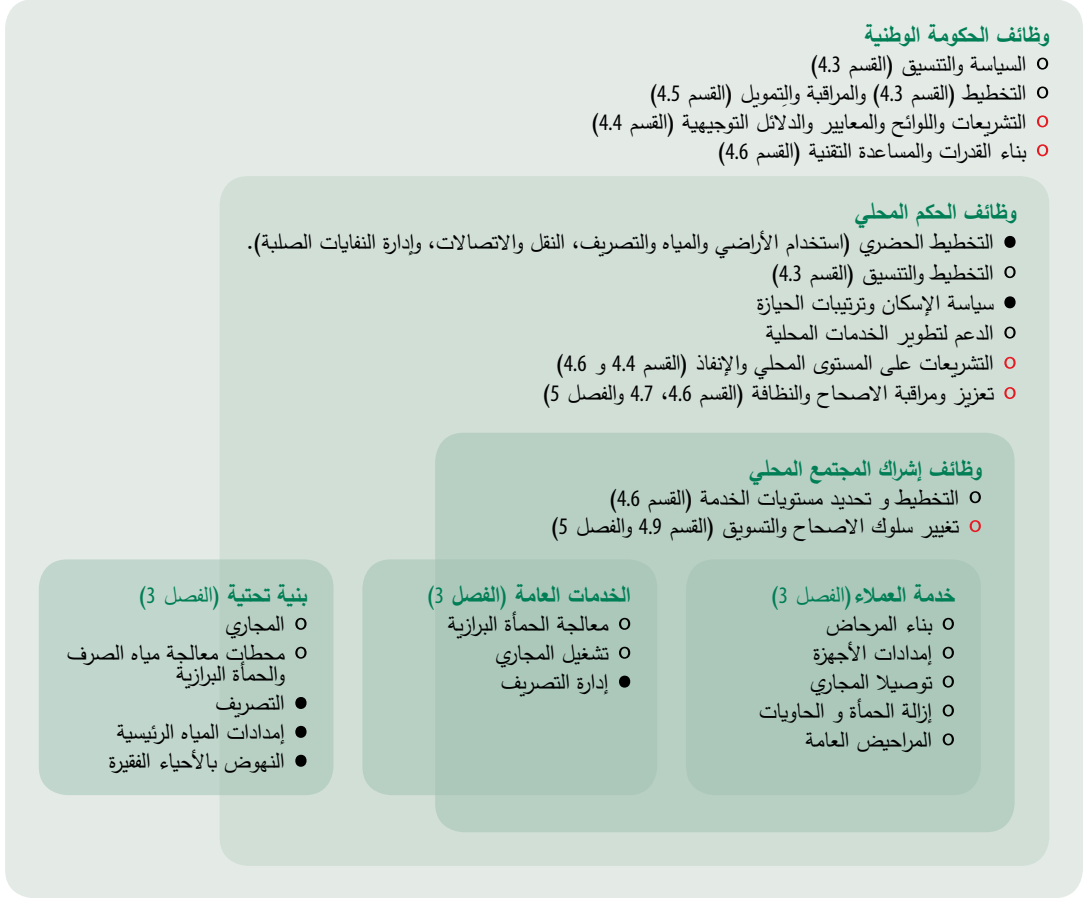 وظائف الحكومة الوطنية
o السياسة والتنسيق (القسم 4.3)
o التخطيط (القسم 4.3) والمراقبة والتمويل (القسم 4.5)
o التشريعات واللوائح والمعايير والدلائل التوجيهية (القسم 4.4)
o بناء القدرات والمساعدة التقنية (القسم 4.6)
وظائف الحكم المحلي
● التخطيط الحضري (استخدام الأراضي والمياه والتصريف، النقل والاتصالات، وإدارة النفايات الصلبة).
o التخطيط والتنسيق (القسم 4.3)
● سياسة الإسكان وترتيبات الحيازة
o الدعم لتطوير الخدمات المحلية
o التشريعات على المستوى المحلي والإنفاذ (القسم 4.4 و 4.6)
o تعزيز ومراقبة الاصحاح والنظافة (القسم 4.6، 4.7 والفصل 5)
وظائف إشراك المجتمع المحلي
o التخطيط و تحديد مستويات الخدمة (القسم 4.6)
o تغيير سلوك الاصحاح والتسويق (القسم 4.9 والفصل 5)
خدمة العملاء (الفصل 3)
o بناء المرحاض
o إمدادات الأجهزة
o توصيلا المجاري
o إزالة الحمأة و الحاويات
o المراحيض العامة
الخدمات العامة (الفصل 3)
o معالجة الحمأة البرازية
o تشغيل المجاري
● إدارة التصريف
بنية تحتية (الفصل 3)
o المجاري
o محطات معالجة مياه الصرف
والحمأة البرازية
● التصريف
● إمدادات المياه الرئيسية
● النهوض بالأحياء الفقيرة